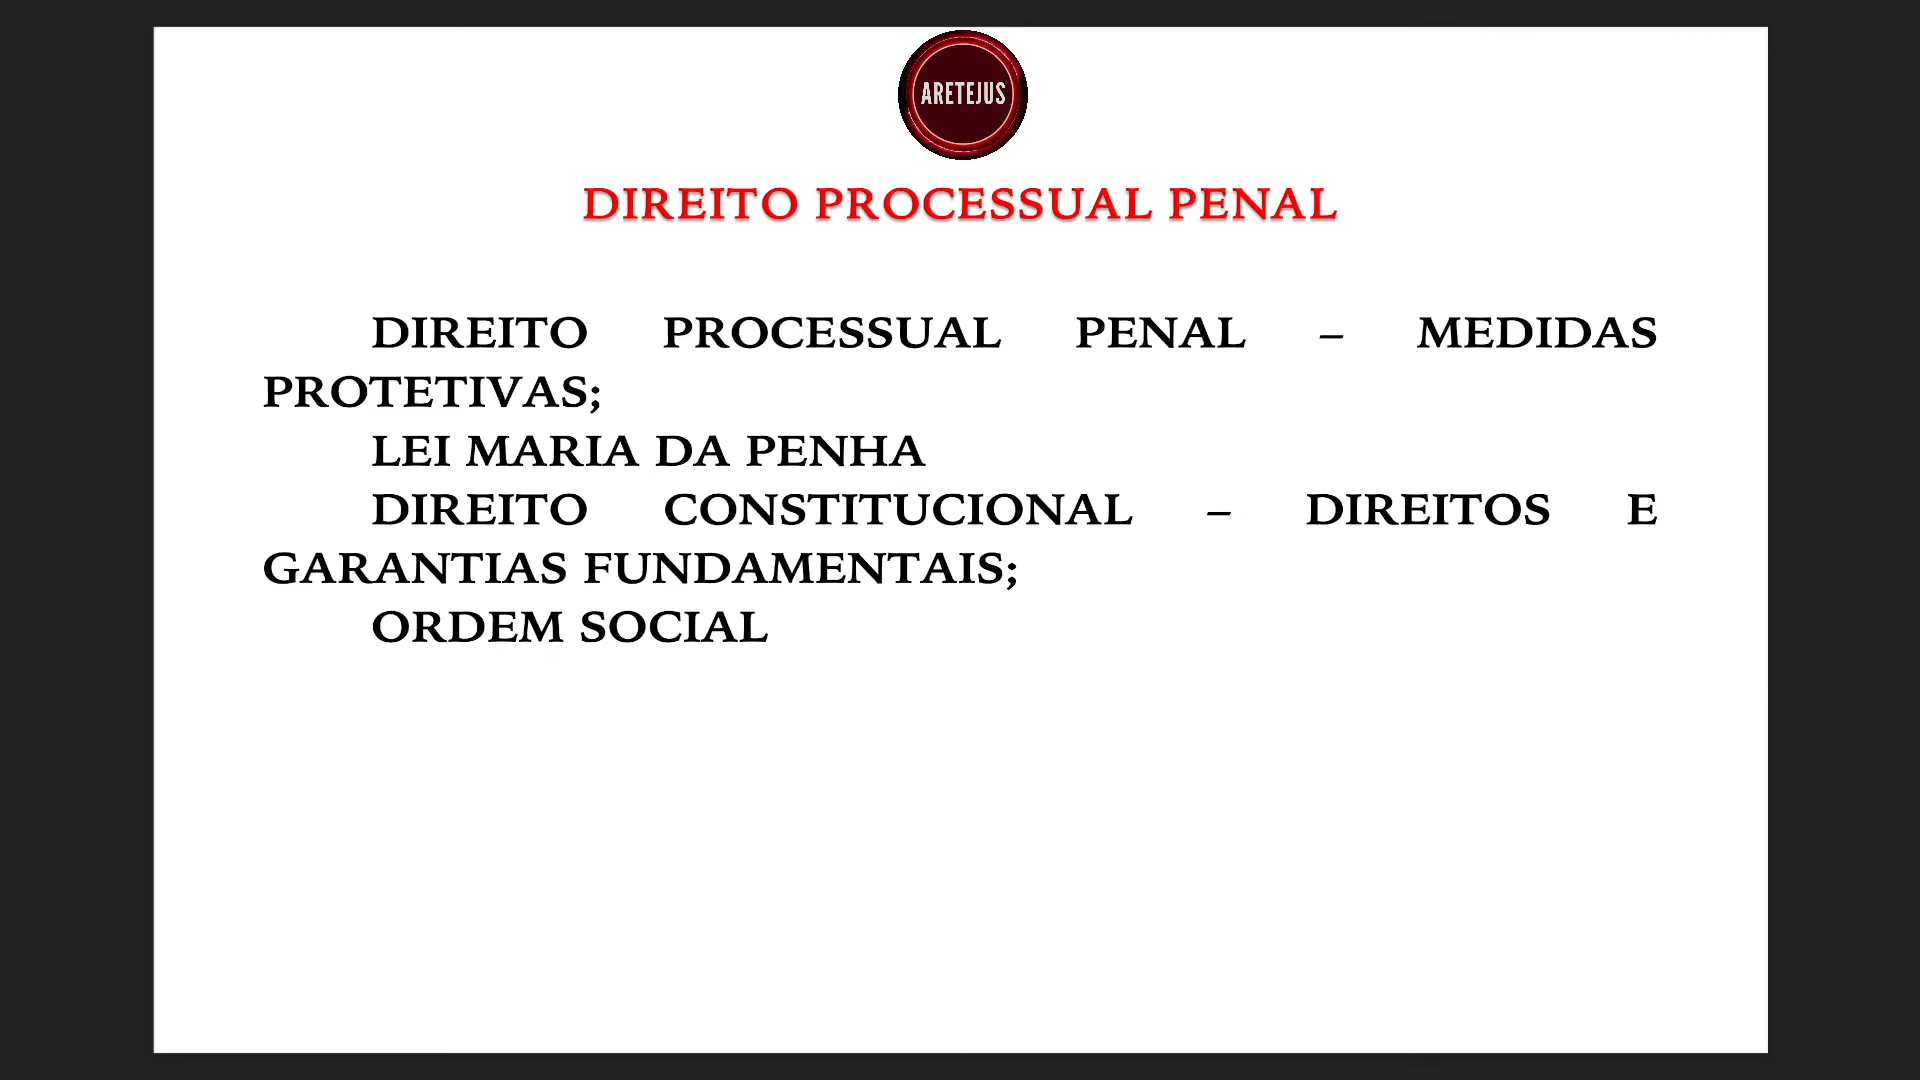 ARETEJUS
DIREITO PROCESSUAL PENAL
DIREITO PROCESSUAL PENAL – MEDIDAS
PROTETIVAS;
LEI MARIA DA PENHA
DIREITO CONSTITUCIONAL – DIREITOS E
GARANTIAS FUNDAMENTAIS;
ORDEM SOCIAL